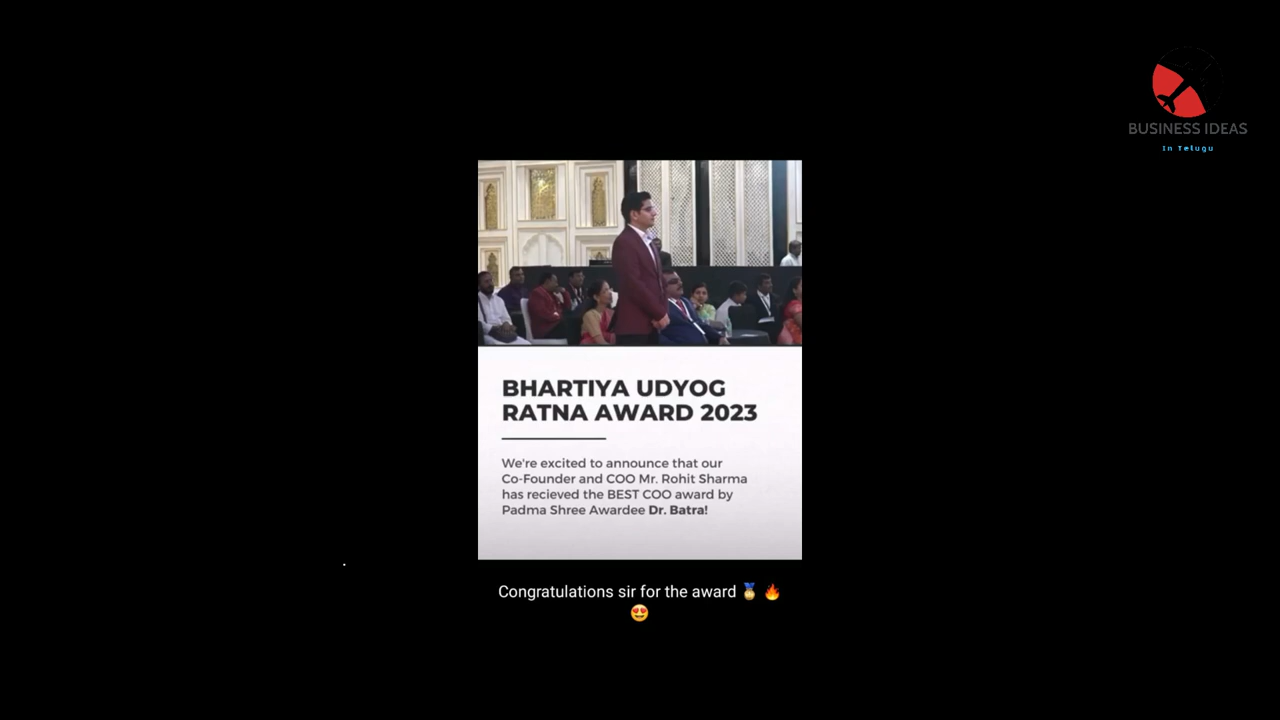 BUSINESS IDEAS
In Telugu
BHARTIYA UDYOG
RATNA AWARD 2023
We're excited to announce that our
Co-Founder and COO Mr. Rohit Sharma
has recieved the BEST COO award by
Padma Shree Awardee Dr. Batra!
Congratulations sir for the award 🏅 🔥
😍